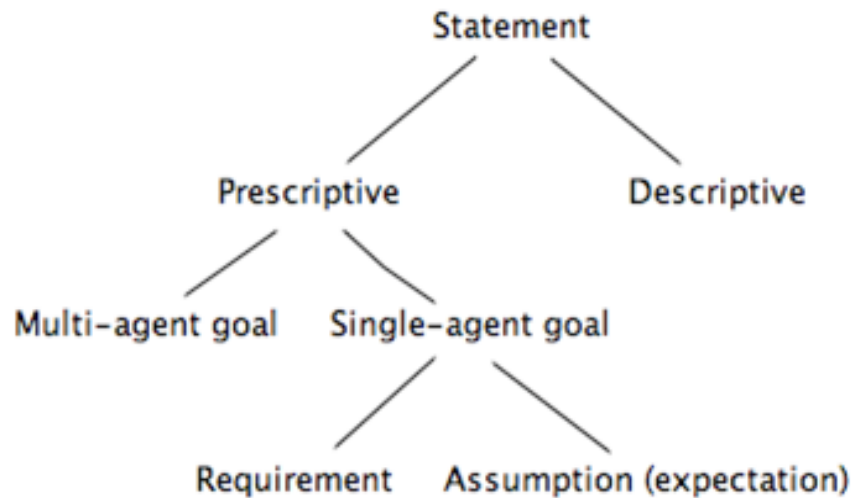 Statement
Prescriptive
Descriptive
Multi-agent goal
Single-agent goal
Requirement
Assumption (expectation)